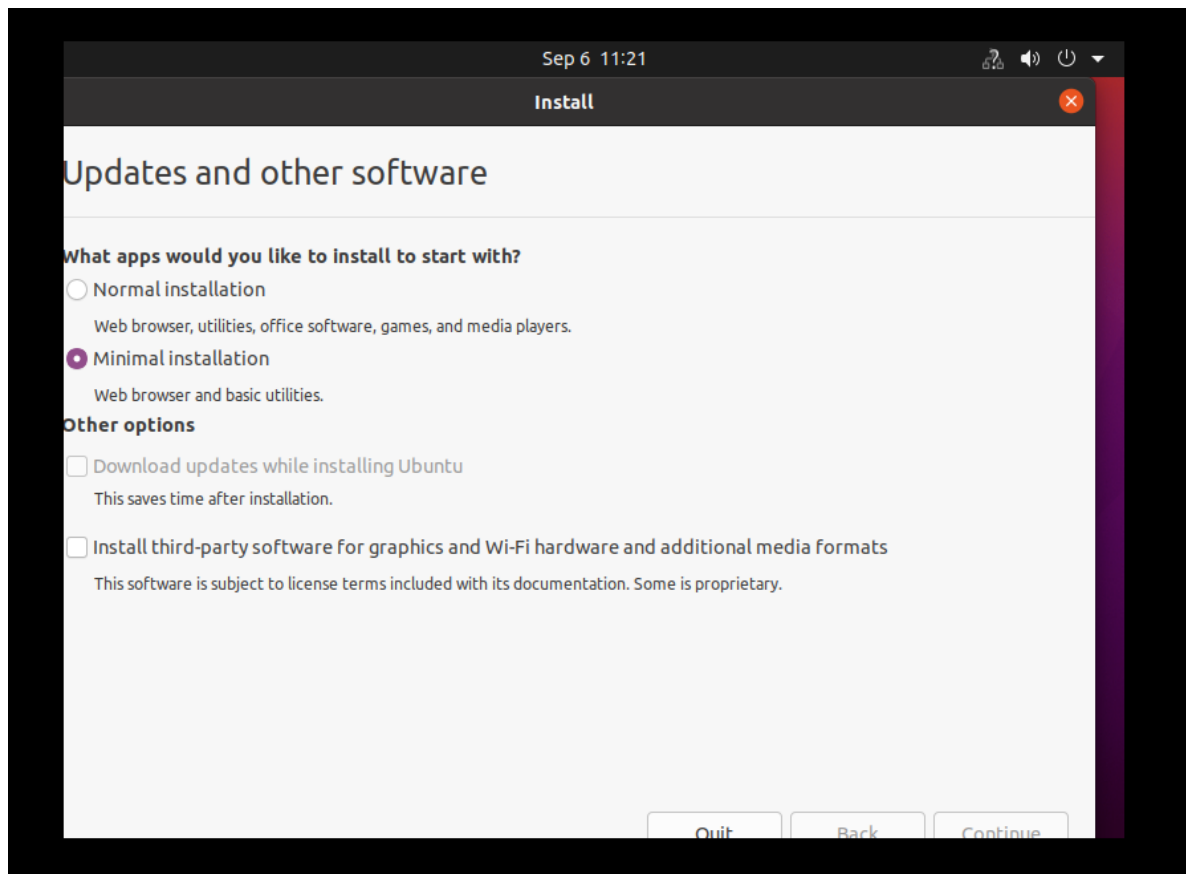 Sep 6 11:21
Install
Updates and other software
What apps would you like to install to start with?
Normal installation
Web browser, utilities, office software, games, and media players.
Minimal installation
Web browser and basic utilities.
Other options
Download updates while installing Ubuntu
This saves time after installation.
Install third-party software for graphics and Wi-Fi hardware and additional media formats
This software is subject to license terms included with its documentation. Some is proprietary.
Quit Back Continue